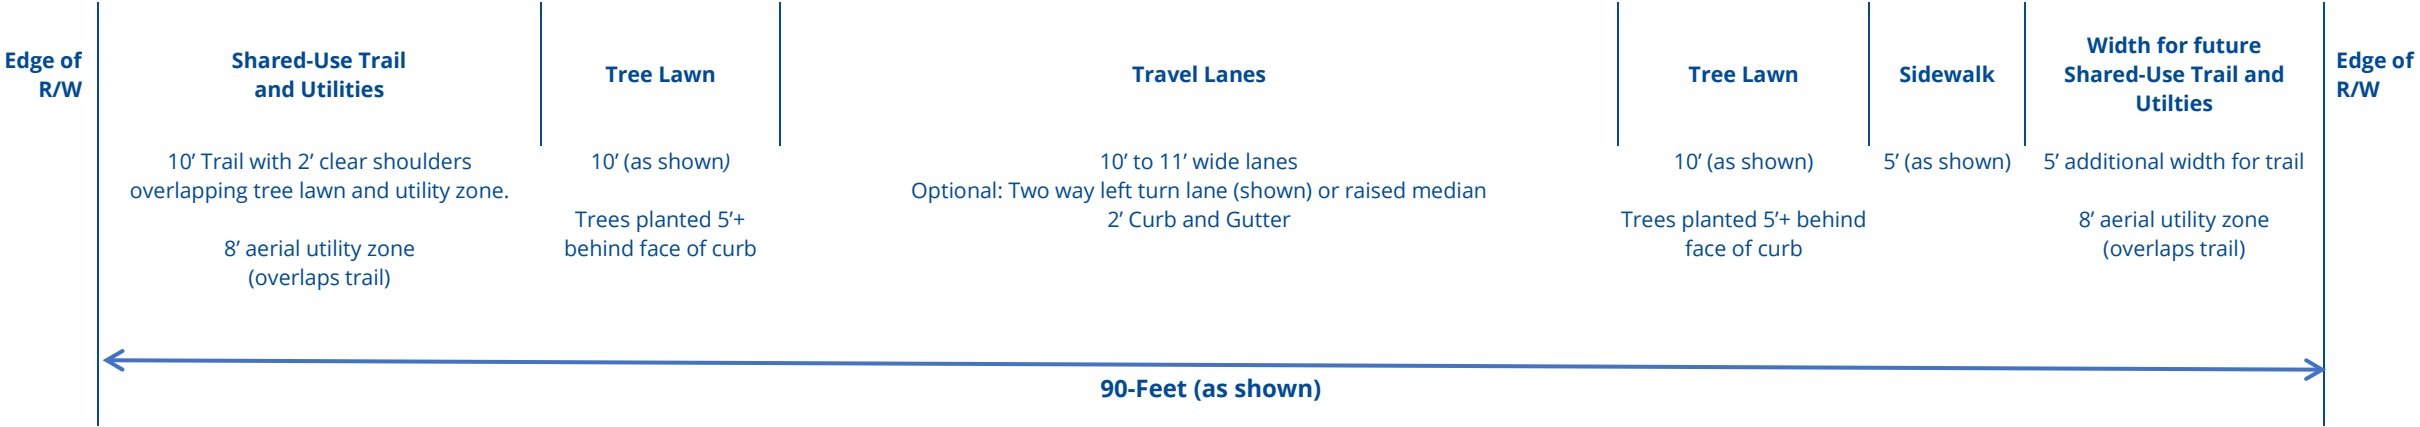 Edge of
R/W
Shared-Use Trail
and Utilities
Tree Lawn
Travel Lanes
Tree Lawn
Sidewalk
Width for future
Shared-Use Trail and
Utilties
Edge of
R/W
10’ Trail with 2’ clear shoulders
overlapping tree lawn and utility zone.
8’ aerial utility zone
(overlaps trail)
10’ (as shown)
Trees planted 5’+
behind face of curb
10’ to 11’ wide lanes
Optional: Two way left turn lane (shown) or raised median
2’ Curb and Gutter
10’ (as shown)
Trees planted 5’+ behind
face of curb
5’ (as shown)
5’ additional width for trail
8’ aerial utility zone
(overlaps trail)
90-Feet (as shown)